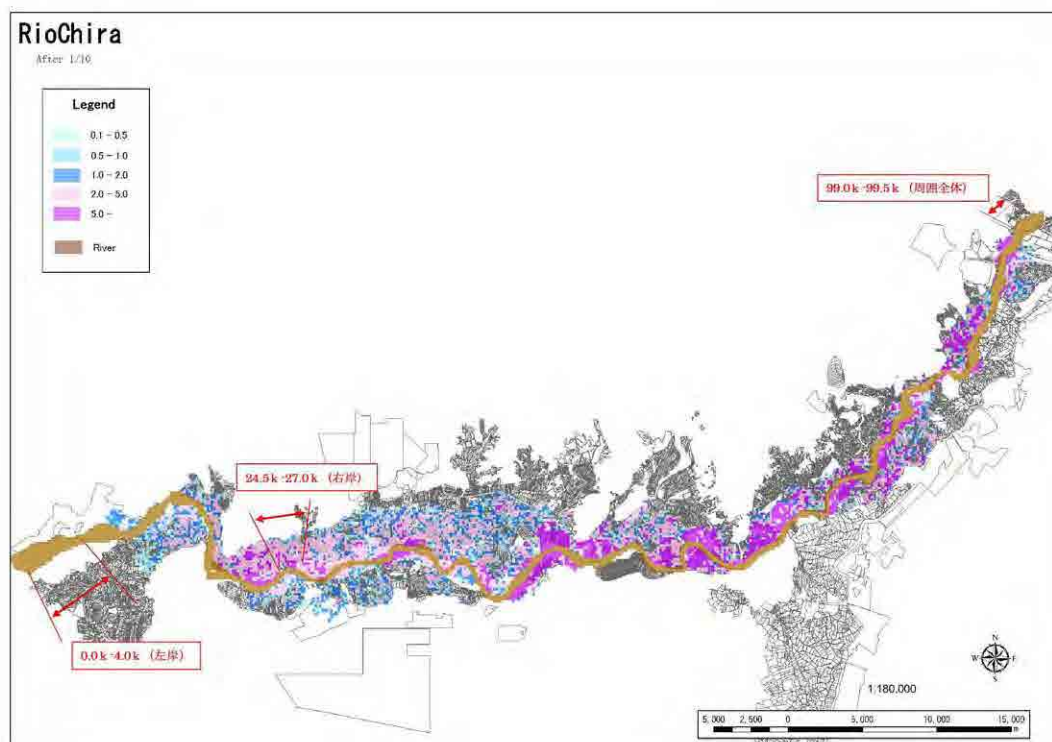 RioChira
After 1/10
Legend
0.1 - 0.5
0.5 - 1.0
1.0 - 2.0
2.0 - 5.0
5.0 -
River
99.0k-99.5k (周囲全体)
24.5k-27.0k (右岸)
0.0k-4.0k (左岸)
N
W
E
S
1:180,000
5,000 2,500 0 5,000 10,000 15,000
m